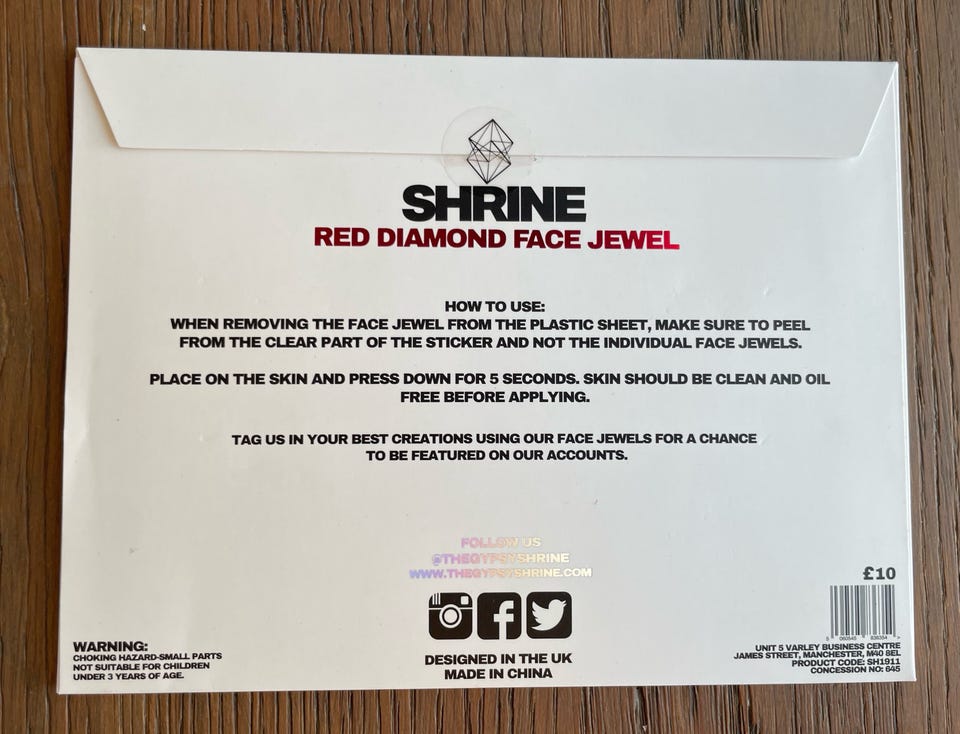 SHRINE
RED DIAMOND FACE JEWEL
HOW TO USE:
WHEN REMOVING THE FACE JEWEL FROM THE PLASTIC SHEET, MAKE SURE TO PEEL
FROM THE CLEAR PART OF THE STICKER AND NOT THE INDIVIDUAL FACE JEWELS.
PLACE ON THE SKIN AND PRESS DOWN FOR 5 SECONDS. SKIN SHOULD BE CLEAN AND OIL
FREE BEFORE APPLYING.
TAG US IN YOUR BEST CREATIONS USING OUR FACE JEWELS FOR A CHANCE
TO BE FEATURED ON OUR ACCOUNTS.
FOLLOW US
@THEGYPSYSHRINE
WWW.THEGYPSYSHRINE.COM
DESIGNED IN THE UK
MADE IN CHINA
WARNING:
CHOKING HAZARD-SMALL PARTS
NOT SUITABLE FOR CHILDREN
UNDER 3 YEARS OF AGE.
£10
5 060545 836354 >
UNIT 5 VARLEY BUSINESS CENTRE
JAMES STREET, MANCHESTER, M40 8EL
PRODUCT CODE: SH1911
CONCESSION NO: 645